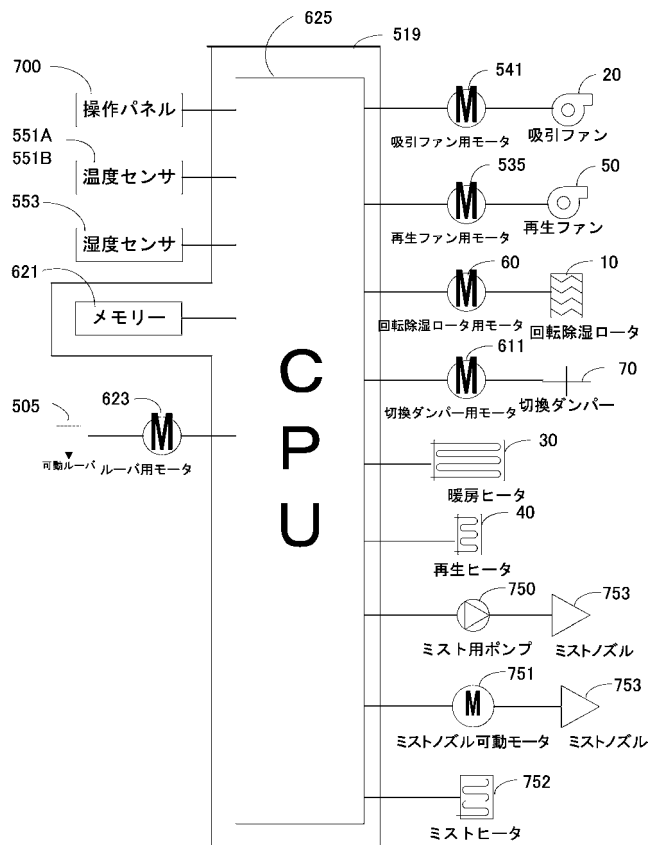 625
519
700
操作パネル
551A
551B
温度センサ
553
湿度センサ
621
メモリー
505
可動ルーバ
623
M
ルーバ用モータ
CPU
541
M
吸引ファン用モータ
20
吸引ファン
535
M
再生ファン用モータ
50
再生ファン
60
M
回転除湿ロータ用モータ
10
回転除湿ロータ
611
M
切換ダンパー用モータ
70
切換ダンパー
30
暖房ヒータ
40
再生ヒータ
750
ミスト用ポンプ
753
ミストノズル
751
M
ミストノズル可動モータ
753
ミストノズル
752
ミストヒータ